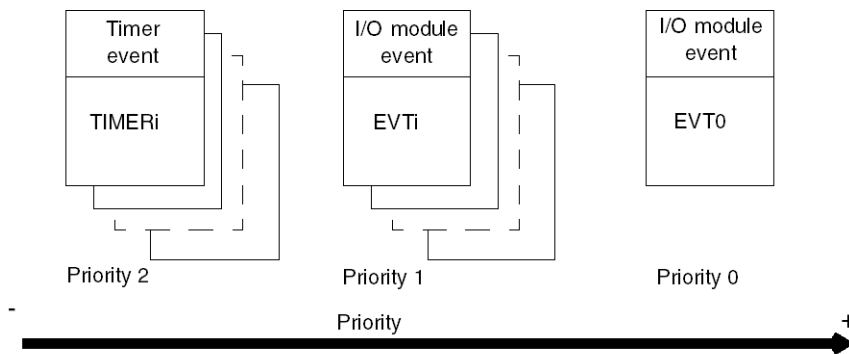 Timer
event
TIMERi
I/O module
event
EVTi
I/O module
event
EVT0
Priority 2
Priority 1
Priority 0
-
Priority
+